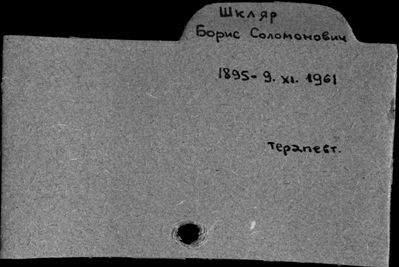 Шкляр
Борис Соломонович
1895 - 9. XI. 1961
терапевт.